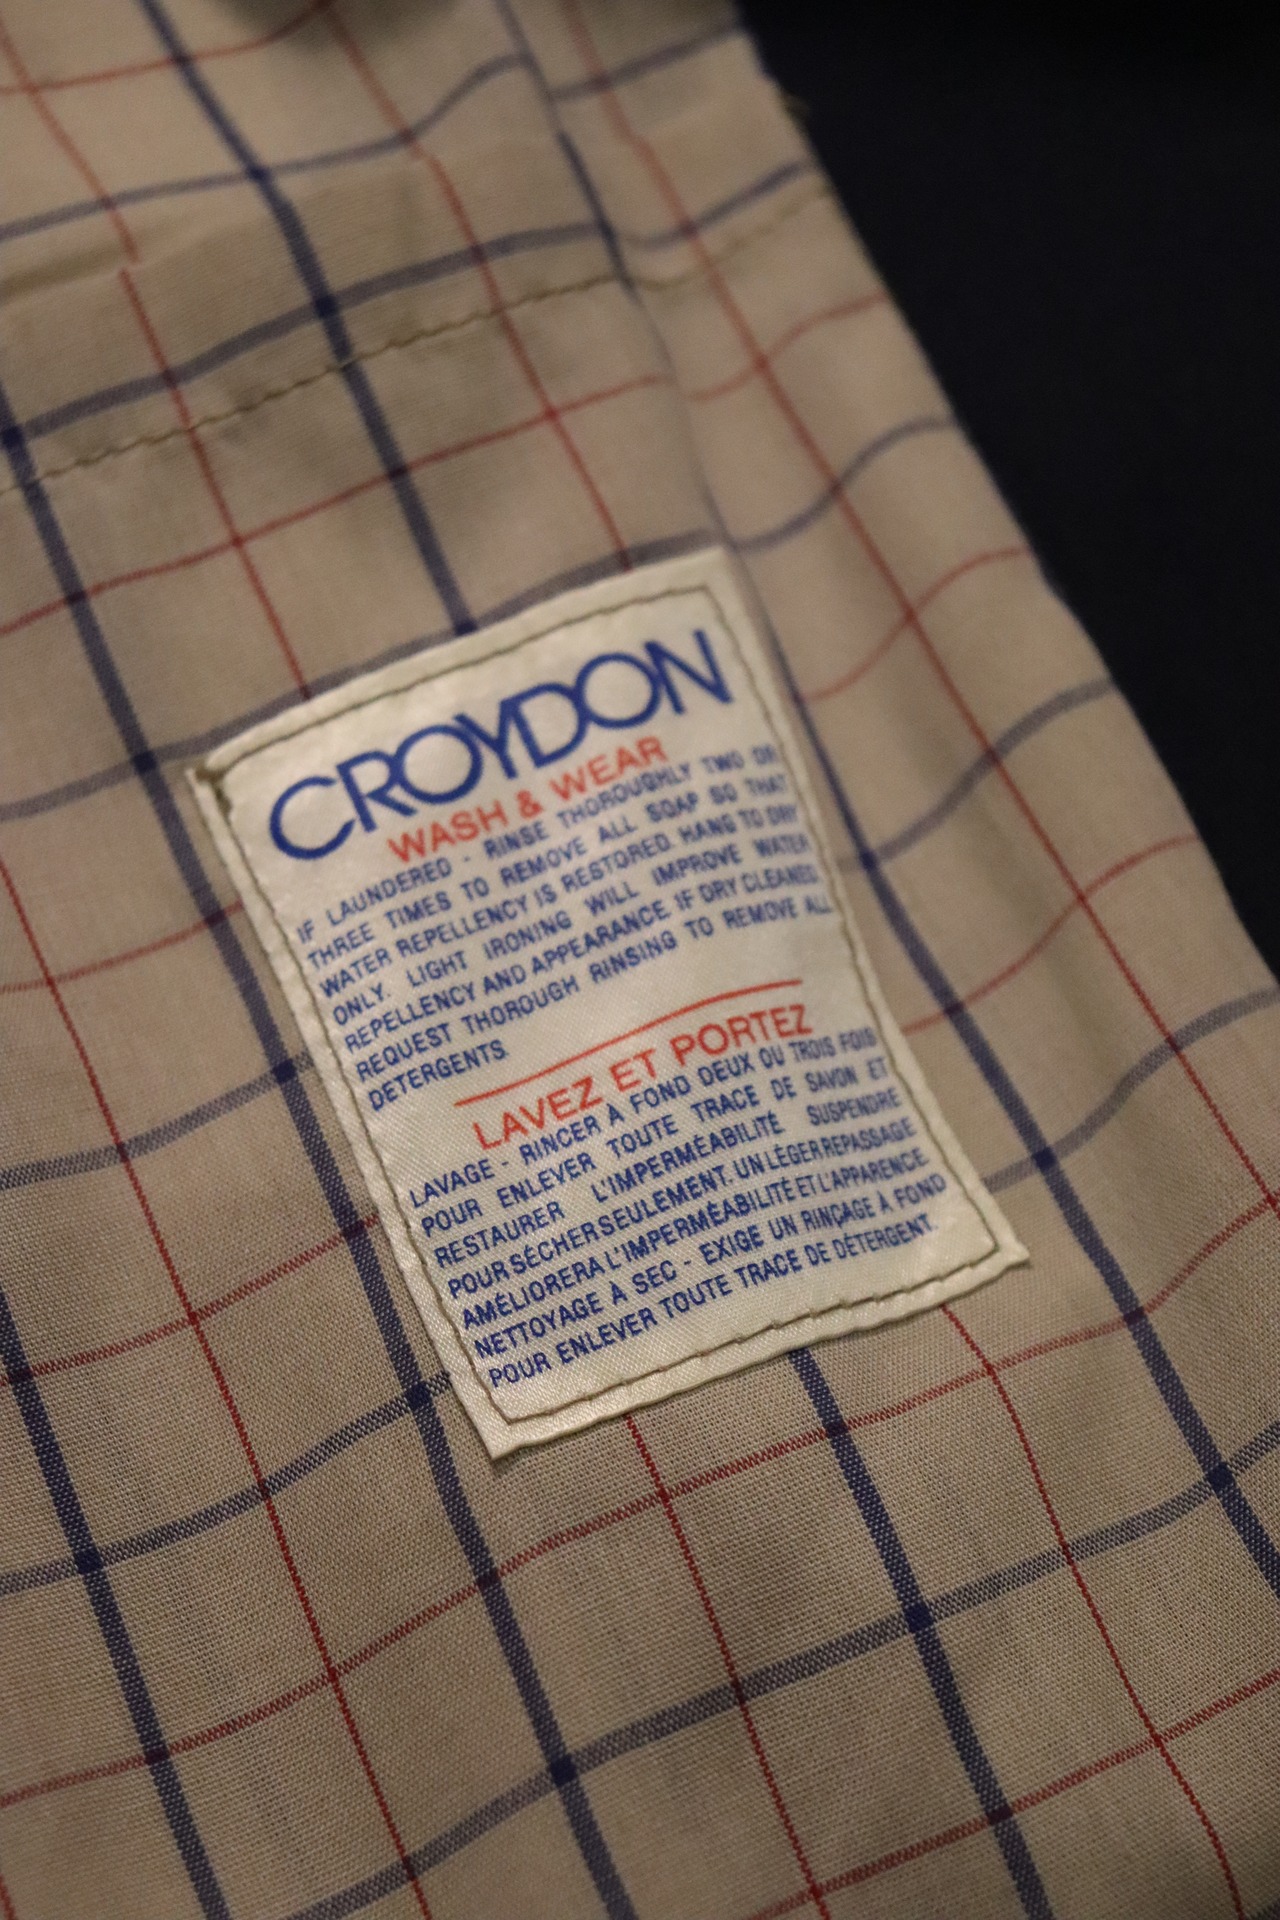 CROYDON
WASH & WEAR
IF LAUNDERED - RINSE THOROUGHLY TWO OR
THREE TIMES TO REMOVE ALL SOAP SO THAT
WATER REPELLENCY IS RESTORED. HANG TO DRY
ONLY. LIGHT IRONING WILL IMPROVE WATER
REPELLENCY AND APPEARANCE IF DRY CLEANED
REQUEST THOROUGH RINSING TO REMOVE ALL
DETERGENTS.
LAVEZ ET PORTEZ
LAVAGE - RINCER À FOND DEUX OU TROIS FOIS
POUR ENLEVER TOUTE TRACE DE SAVON ET
RESTAURER L'IMPERMÉABILITÉ SUSPENDRE
POUR SÉCHER SEULEMENT. UN LÉGER REPASSAGE
AMÉLIORERA L'IMPERMÉABILITÉ ET L'APPARENCE.
NETTOYAGE À SEC - EXIGE UN RINÇAGE À FOND
POUR ENLEVER TOUTE TRACE DE DÉTERGENT.